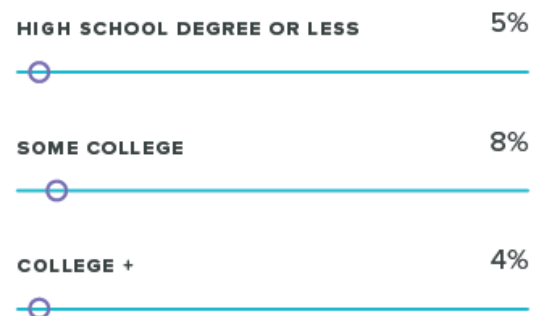 HIGH SCHOOL DEGREE OR LESS 5%
SOME COLLEGE 8%
COLLEGE + 4%